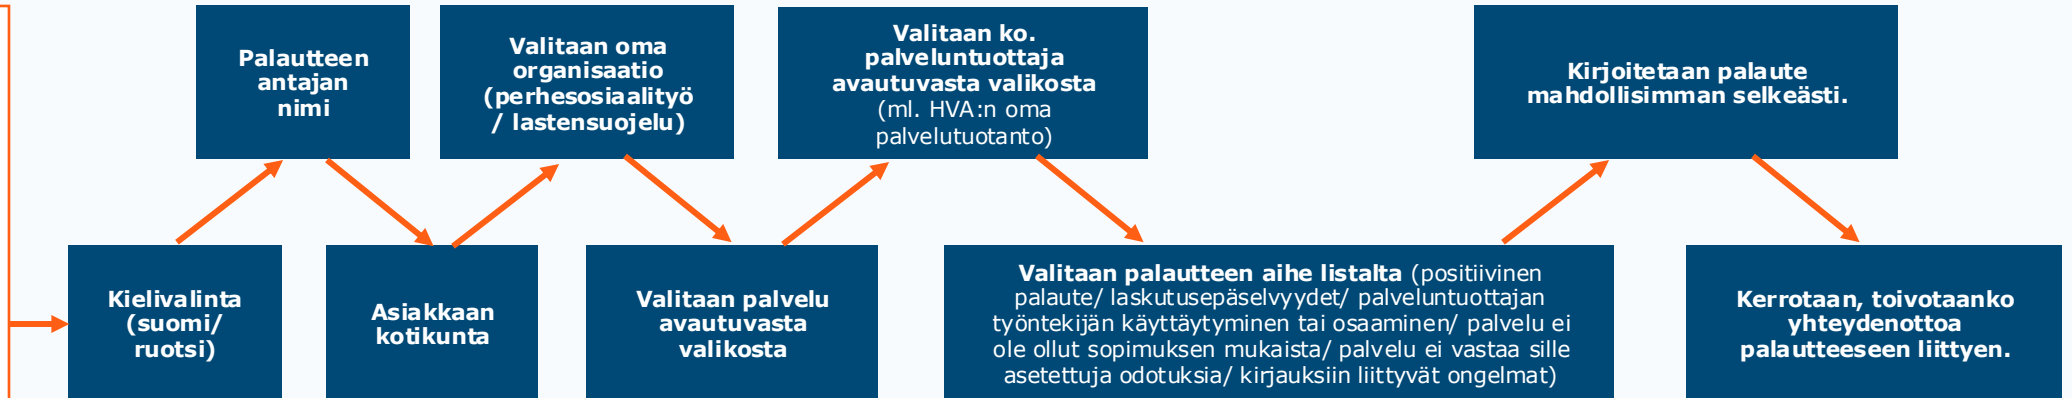 Kielivalinta
(suomi/
ruotsi)
Palautteen
antajan
nimi
Asiakkaan
kotikunta
Valitaan oma
organisaatio
(perhesosiaalityö
/ lastensuojelu)
Valitaan palvelu
avautuvasta
valikosta
Valitaan ko.
palveluntuottaja
avautuvasta valikosta
(ml. HVA:n oma
palvelutuotanto)
Valitaan palautteen aihe listalta (positiivinen
palaute/ laskutusepäselvyydet/ palveluntuottajan
työntekijän käyttäytyminen tai osaaminen/ palvelu ei
ole ollut sopimuksen mukaista/ palvelu ei vastaa sille
asetettuja odotuksia/ kirjauksiin liittyvät ongelmat)
Kirjoitetaan palaute
mahdollisimman selkeästi.
Kerrotaan, toivotaanko
yhteydenottoa
palautteeseen liittyen.